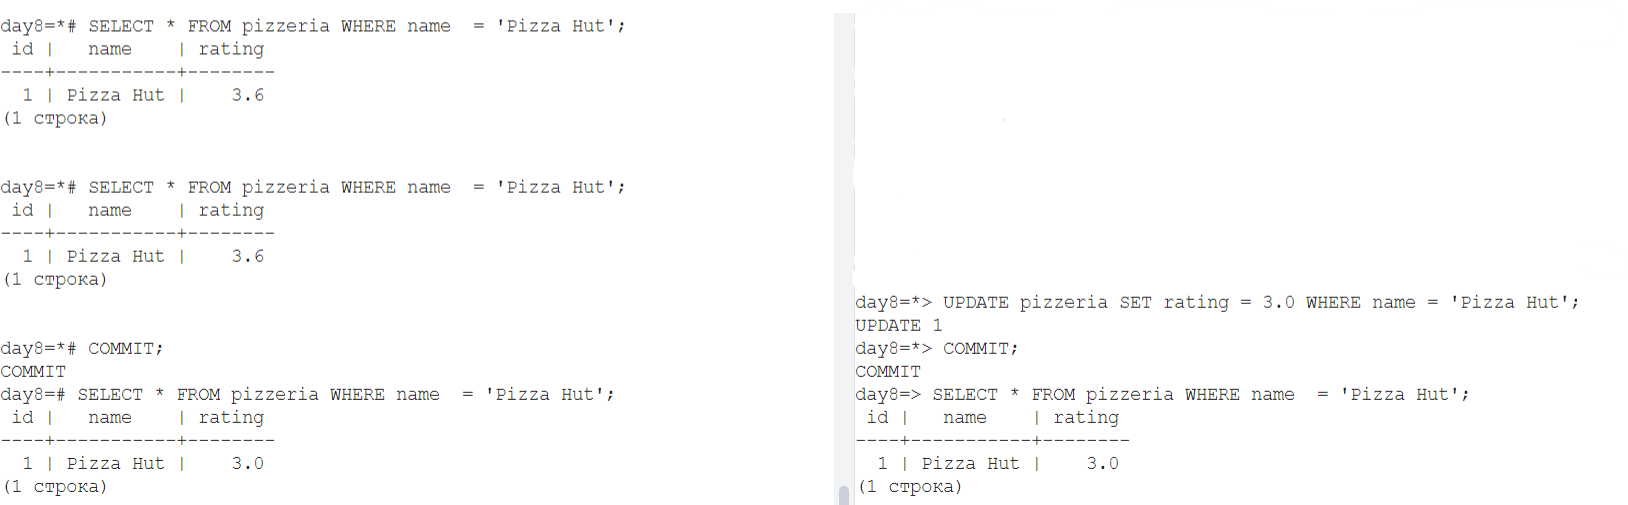 day8=*# SELECT * FROM pizzeria WHERE name  = 'Pizza Hut';
 id |   name    | rating
----+-----------+--------
  1 | Pizza Hut |    3.6
(1 строка)
day8=*# SELECT * FROM pizzeria WHERE name  = 'Pizza Hut';
 id |   name    | rating
----+-----------+--------
  1 | Pizza Hut |    3.6
(1 строка)
day8=*# COMMIT;
COMMIT
day8=# SELECT * FROM pizzeria WHERE name  = 'Pizza Hut';
 id |   name    | rating
----+-----------+--------
  1 | Pizza Hut |    3.0
(1 строка)
day8=*> UPDATE pizzeria SET rating = 3.0 WHERE name = 'Pizza Hut';
UPDATE 1
day8=*> COMMIT;
COMMIT
day8=> SELECT * FROM pizzeria WHERE name  = 'Pizza Hut';
 id |   name    | rating
----+-----------+--------
  1 | Pizza Hut |    3.0
(1 строка)